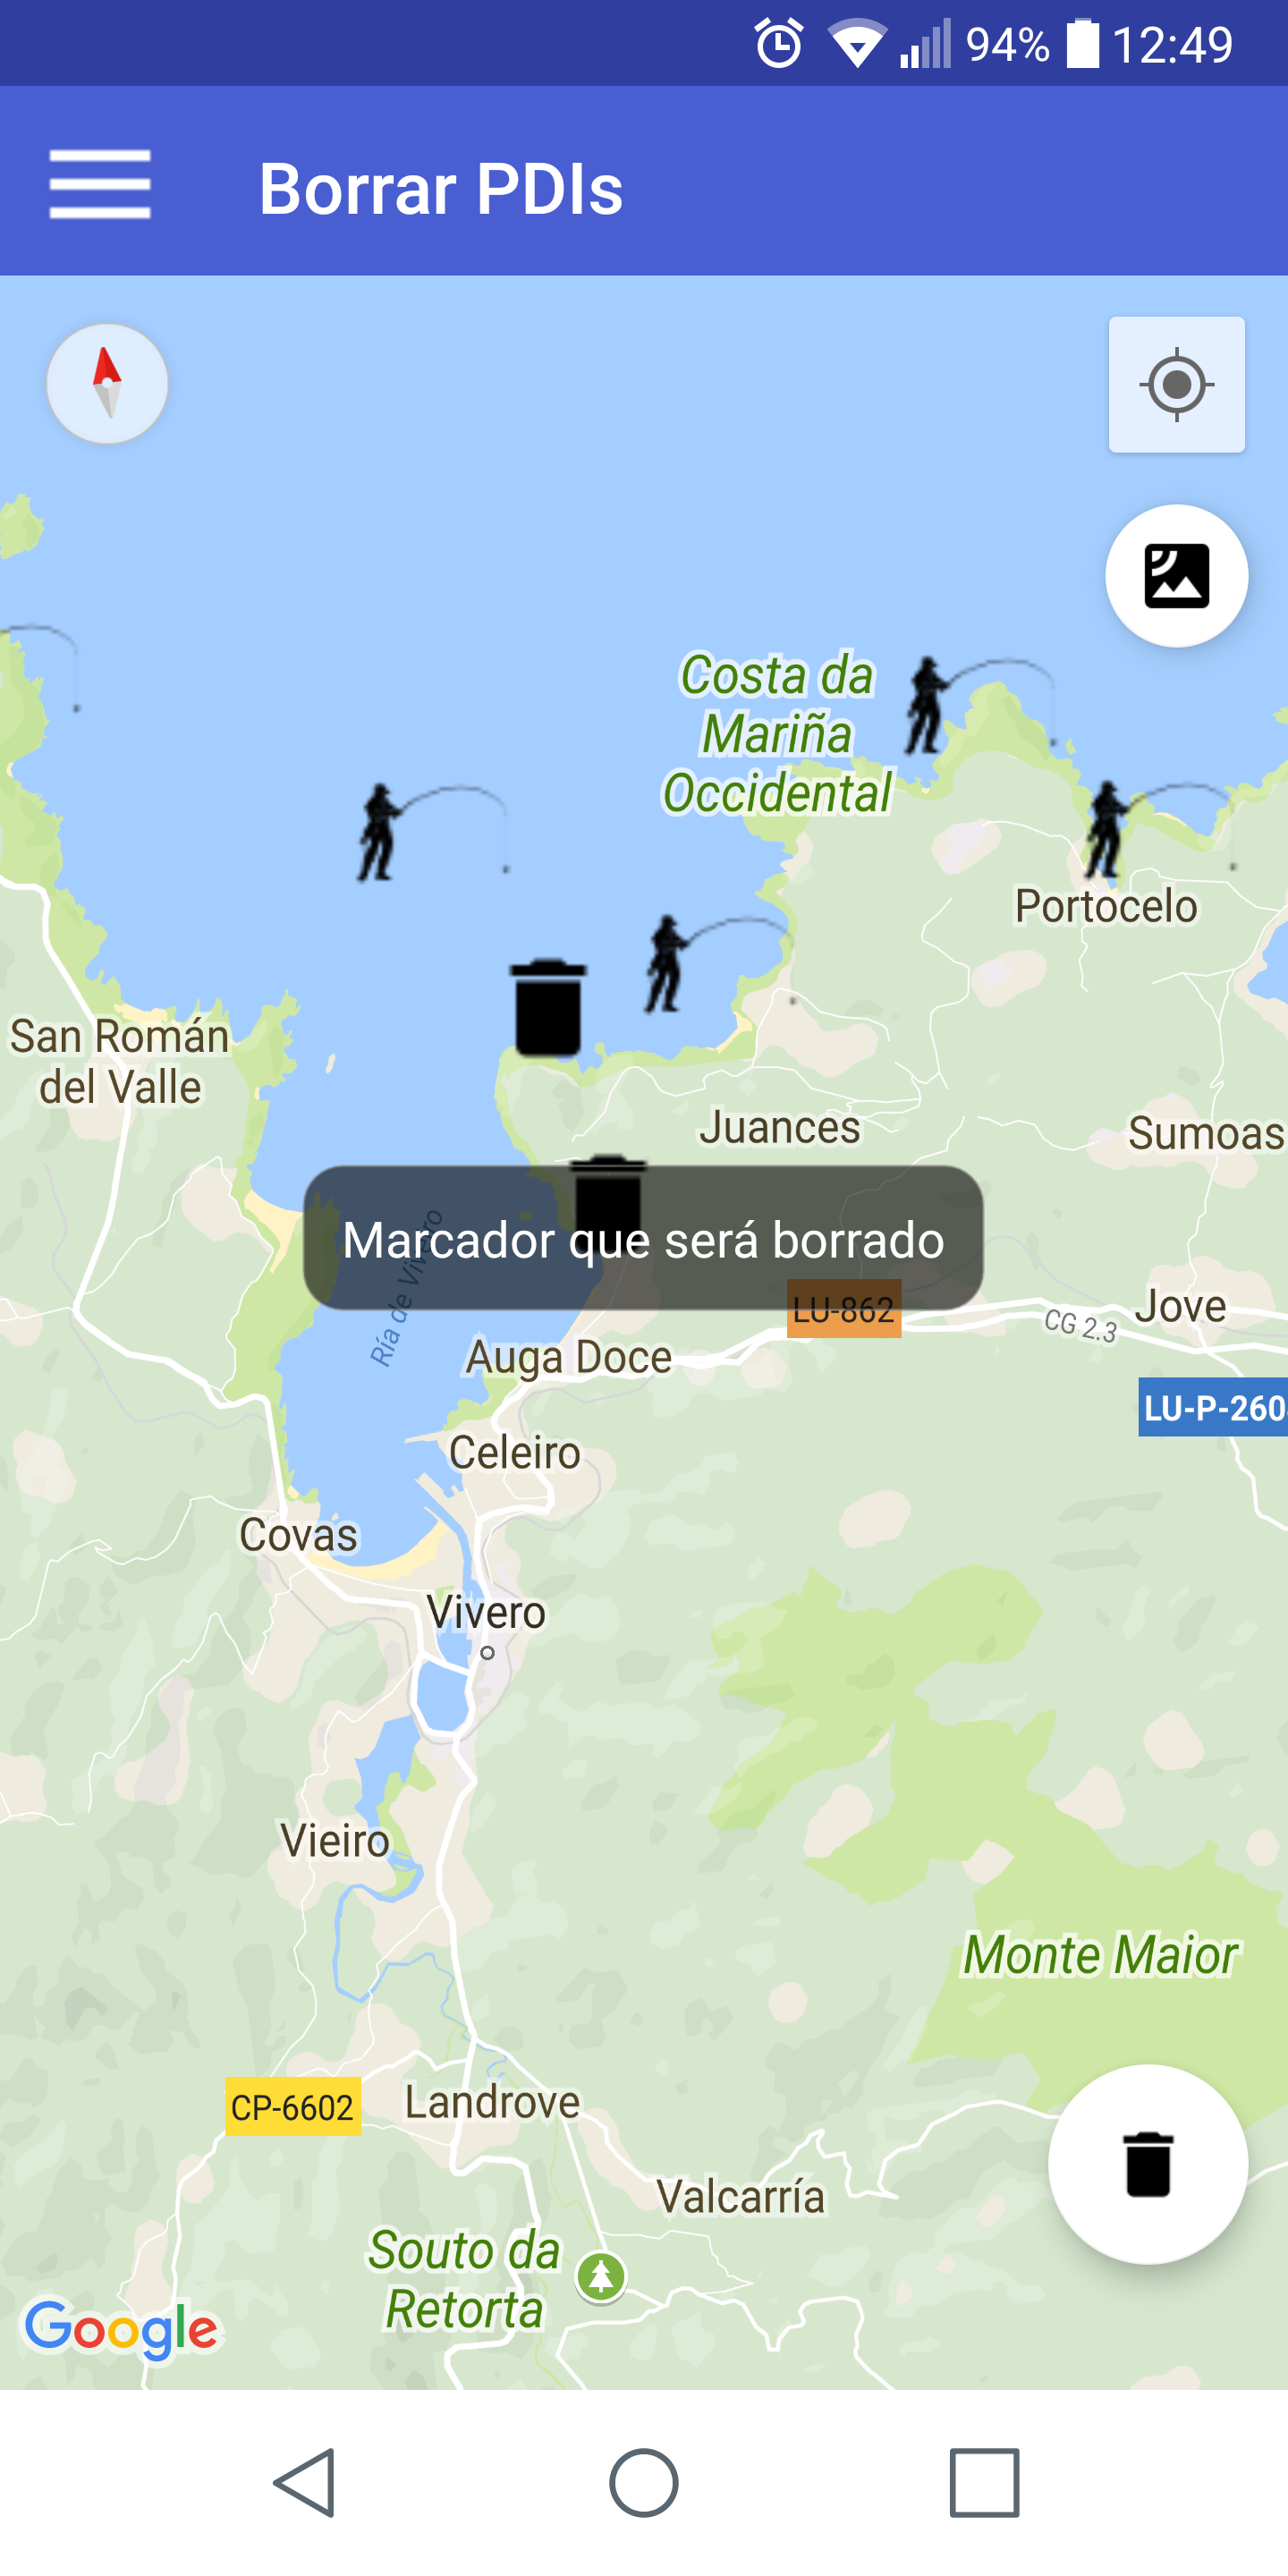 94% 12:49
Borrar PDIs
Costa da
Mariña
Occidental
Portocelo
San Román
del Valle
Juances
Sumoas
Marcador que será borrado
Ría de Viveiro
LU-862
CG 2.3
Jove
Auga Doce
LU-P-260
Celeiro
Covas
Vivero
Vieiro
Monte Maior
CP-6602
Landrove
Valcarría
Souto da
Retorta
Google